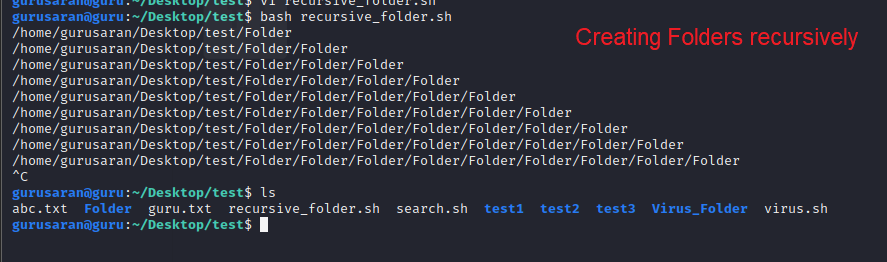 gurusaran@guru:~/Desktop/test$ vi recursive_folder.sh
gurusaran@guru:~/Desktop/test$ bash recursive_folder.sh
/home/gurusaran/Desktop/test/Folder
Creating Folders recursively
/home/gurusaran/Desktop/test/Folder/Folder
/home/gurusaran/Desktop/test/Folder/Folder/Folder
/home/gurusaran/Desktop/test/Folder/Folder/Folder/Folder
/home/gurusaran/Desktop/test/Folder/Folder/Folder/Folder/Folder
/home/gurusaran/Desktop/test/Folder/Folder/Folder/Folder/Folder/Folder
/home/gurusaran/Desktop/test/Folder/Folder/Folder/Folder/Folder/Folder/Folder
/home/gurusaran/Desktop/test/Folder/Folder/Folder/Folder/Folder/Folder/Folder/Folder
/home/gurusaran/Desktop/test/Folder/Folder/Folder/Folder/Folder/Folder/Folder/Folder/Folder
^C
gurusaran@guru:~/Desktop/test$ ls
abc.txt Folder guru.txt recursive_folder.sh search.sh test1 test2 test3 Virus_Folder virus.sh
gurusaran@guru:~/Desktop/test$